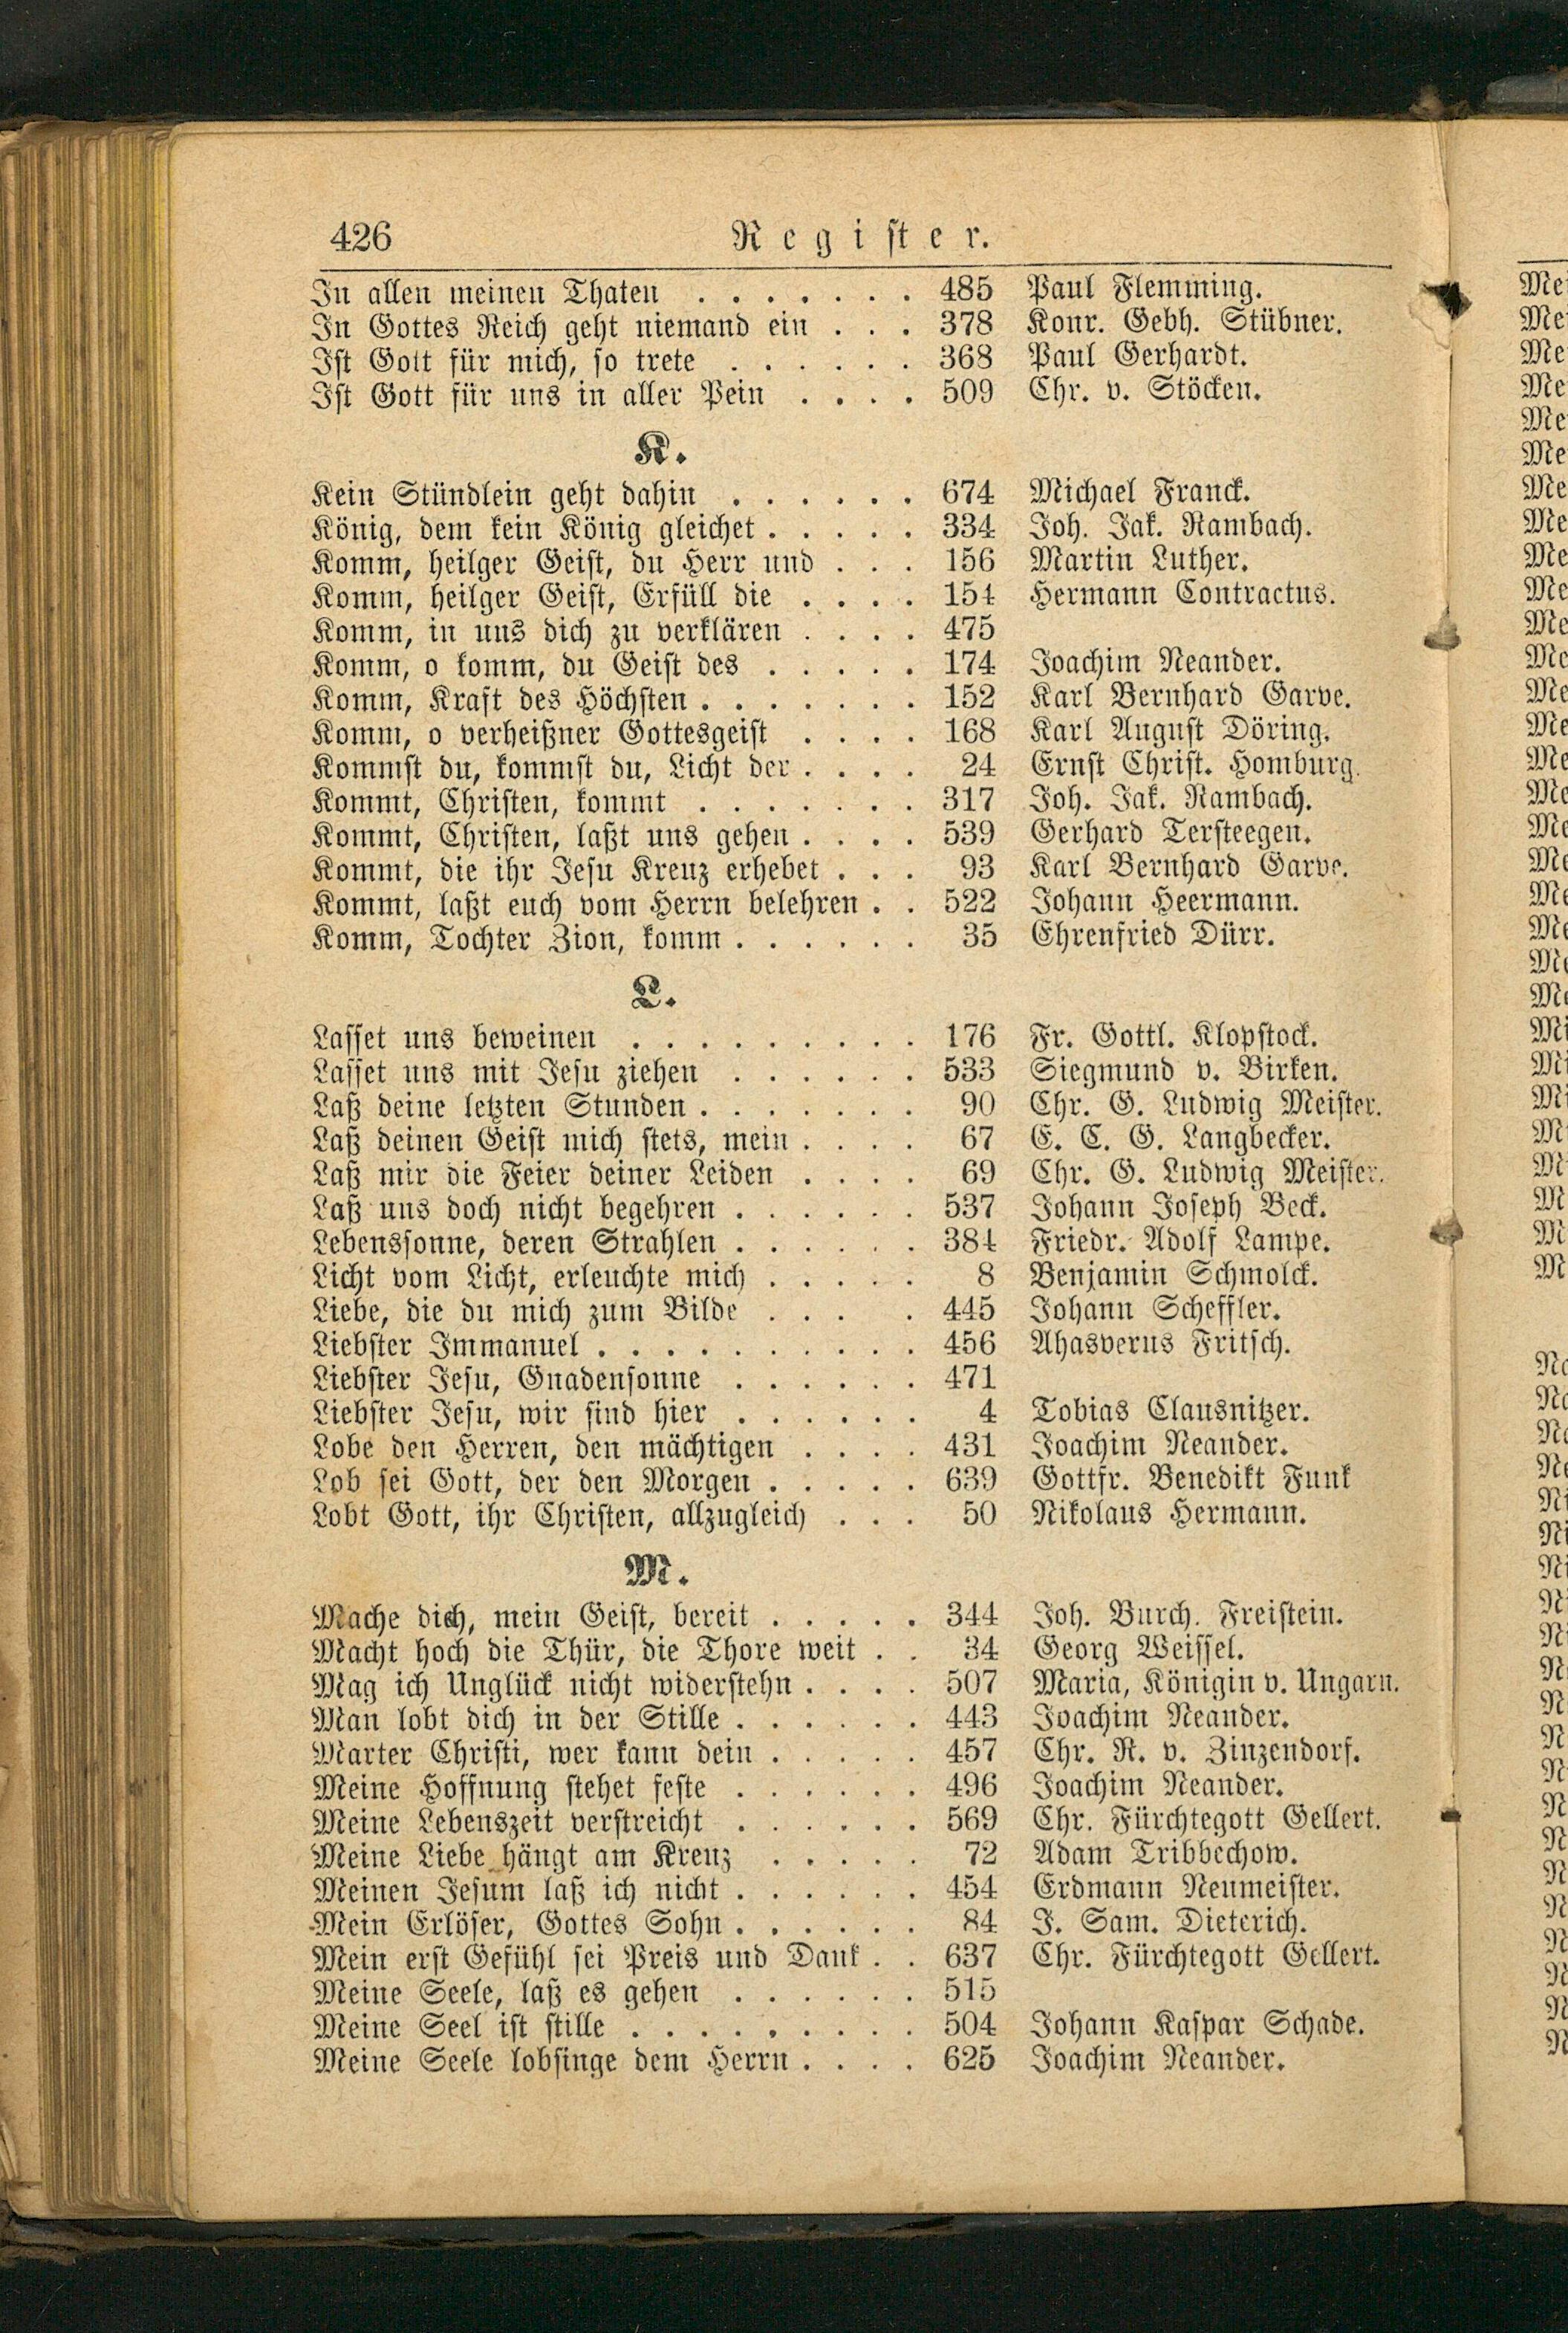 426 Register.
In allen meinen Thaten . . . . . . . 485 Paul Flemming.
In Gottes Reich geht niemand ein . . . 378 Konr. Gebh. Stübner.
Ist Gott für mich, so trete . . . . . . 368 Paul Gerhardt.
Ist Gott für uns in aller Pein . . . . 509 Chr. v. Stöcken.
K.
Kein Stündlein geht dahin . . . . . . 674 Michael Franck.
König, dem kein König gleichet . . . . . 334 Joh. Jak. Rambach.
Komm, heilger Geist, du Herr und . . . 156 Martin Luther.
Komm, heilger Geist, Erfüll die . . . . 154 Hermann Contractus.
Komm, in uns dich zu verklären . . . . 475
Komm, o komm, du Geist des . . . . . 174 Joachim Neander.
Komm, Kraft des Höchsten . . . . . . . 152 Karl Bernhard Garve.
Komm, o verheißner Gottesgeist . . . . 168 Karl August Döring.
Kommst du, kommst du, Licht der . . . . 24 Ernst Christ. Homburg.
Kommt, Christen, kommt . . . . . . . 317 Joh. Jak. Rambach.
Kommt, Christen, laßt uns gehen . . . . 539 Gerhard Tersteegen.
Kommt, die ihr Jesu Kreuz erhebet . . . 93 Karl Bernhard Garve.
Kommt, laßt euch vom Herrn belehren . . 522 Johann Heermann.
Komm, Tochter Zion, komm . . . . . . 35 Ehrenfried Dürr.
L.
Lasset uns beweinen . . . . . . . . . 176 Fr. Gottl. Klopstock.
Lasset uns mit Jesu ziehen . . . . . . 533 Siegmund v. Birken.
Laß deine letzten Stunden . . . . . . . 90 Chr. G. Ludwig Meister.
Laß deinen Geist mich stets, mein . . . . 67 E. C. G. Langbecker.
Laß mir die Feier deiner Leiden . . . . 69 Chr. G. Ludwig Meister.
Laß uns doch nicht begehren . . . . . . 537 Johann Joseph Beck.
Lebenssonne, deren Strahlen . . . . . . 384 Friedr. Adolf Lampe.
Licht vom Licht, erleuchte mich . . . . . 8 Benjamin Schmolck.
Liebe, die du mich zum Bilde . . . . 445 Johann Scheffler.
Liebster Immanuel . . . . . . . . . . 456 Ahasverus Fritsch.
Liebster Jesu, Gnadensonne . . . . . . 471
Liebster Jesu, wir sind hier . . . . . . 4 Tobias Clausnitzer.
Lobe den Herren, den mächtigen . . . . 431 Joachim Neander.
Lob sei Gott, der den Morgen . . . . . 639 Gottfr. Benedikt Funk
Lobt Gott, ihr Christen, allzugleich . . . 50 Nikolaus Hermann.
M.
Mache dich, mein Geist, bereit . . . . . 344 Joh. Burch. Freistein.
Macht hoch die Thür, die Thore weit . . 34 Georg Weissel.
Mag ich Unglück nicht widerstehn . . . . 507 Maria, Königin v. Ungarn.
Man lobt dich in der Stille . . . . . . 443 Joachim Neander.
Marter Christi, wer kann dein . . . . . 457 Chr. R. v. Zinzendorf.
Meine Hoffnung stehet feste . . . . . . 496 Joachim Neander.
Meine Lebenszeit verstreicht . . . . . . 569 Chr. Fürchtegott Gellert.
Meine Liebe hängt am Kreuz . . . . . 72 Adam Tribbechow.
Meinen Jesum laß ich nicht . . . . . . 454 Erdmann Neumeister.
Mein Erlöser, Gottes Sohn . . . . . . 84 J. Sam. Dieterich.
Mein erst Gefühl sei Preis und Dank . . 637 Chr. Fürchtegott Gellert.
Meine Seele, laß es gehen . . . . . . 515
Meine Seel ist stille . . . . . . . . . 504 Johann Kaspar Schade.
Meine Seele lobsinge dem Herrn . . . . 625 Joachim Neander.